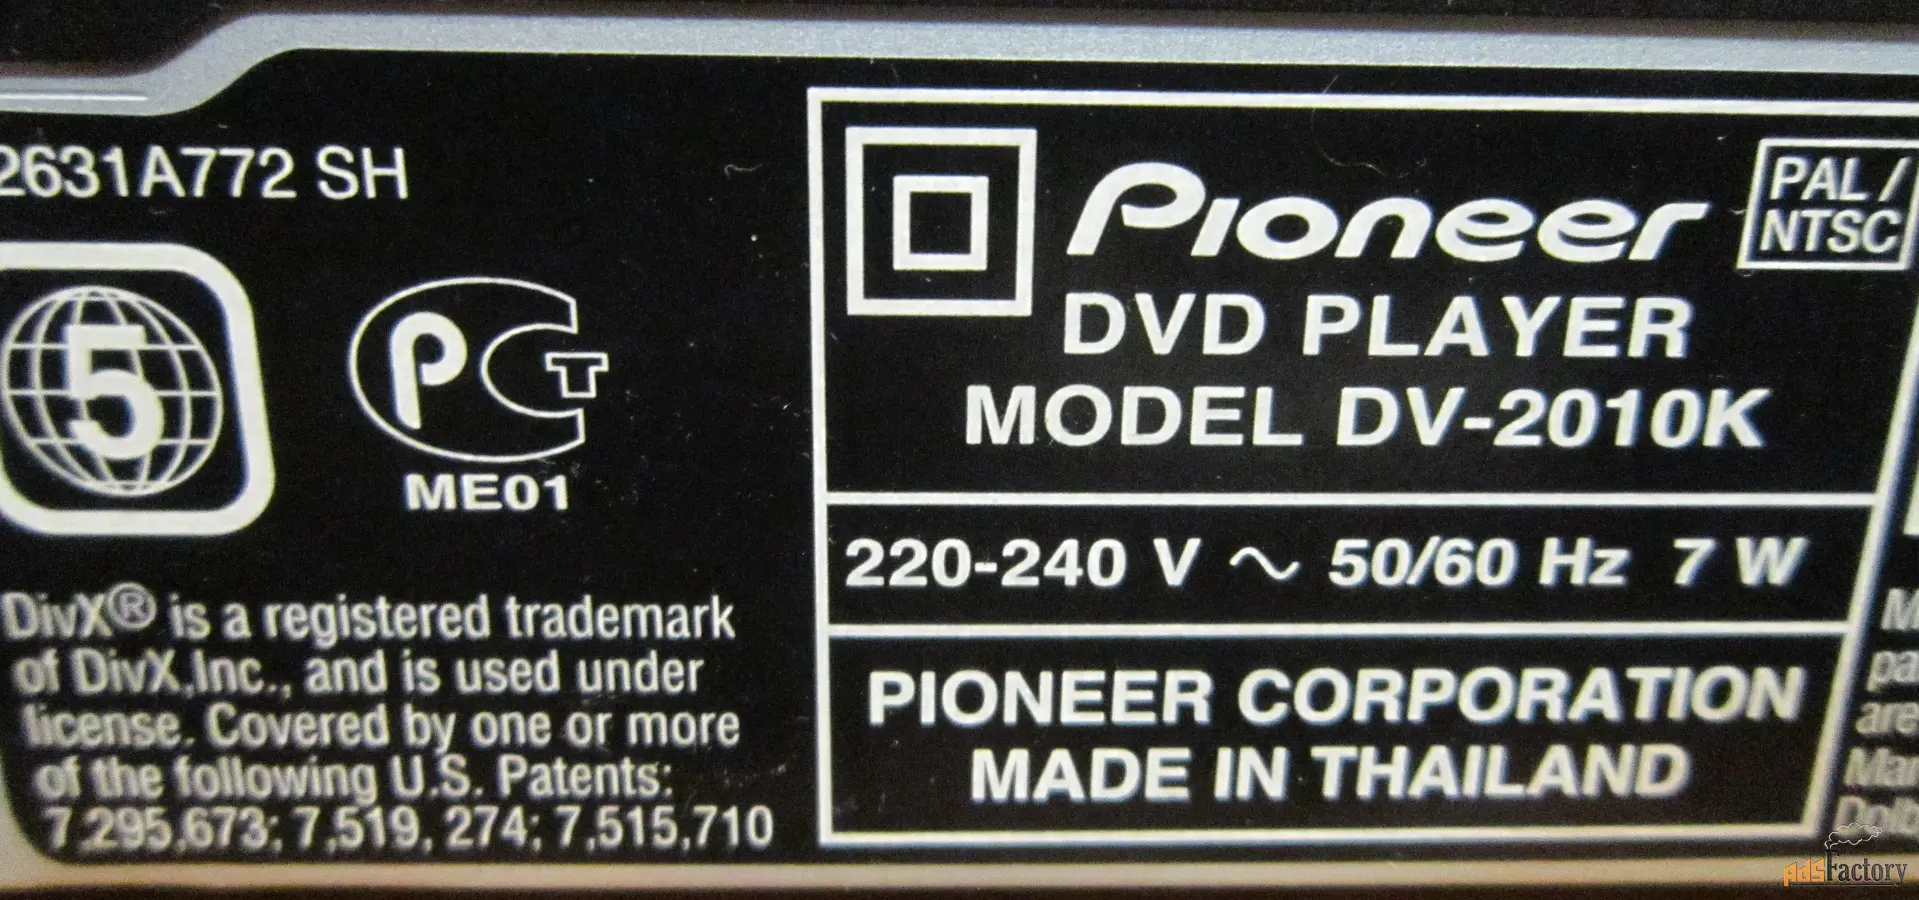 2631A772 SH
5
PCT
ME01
DivX® is a registered trademark
of DivX,Inc., and is used under
license. Covered by one or more
of the following U.S. Patents:
7,295,673; 7,519, 274; 7,515,710
Pioneer
PAL /
NTSC
DVD PLAYER
MODEL DV-2010K
220-240 V ~ 50/60 Hz 7 W
PIONEER CORPORATION
MADE IN THAILAND
are
AdsFactory